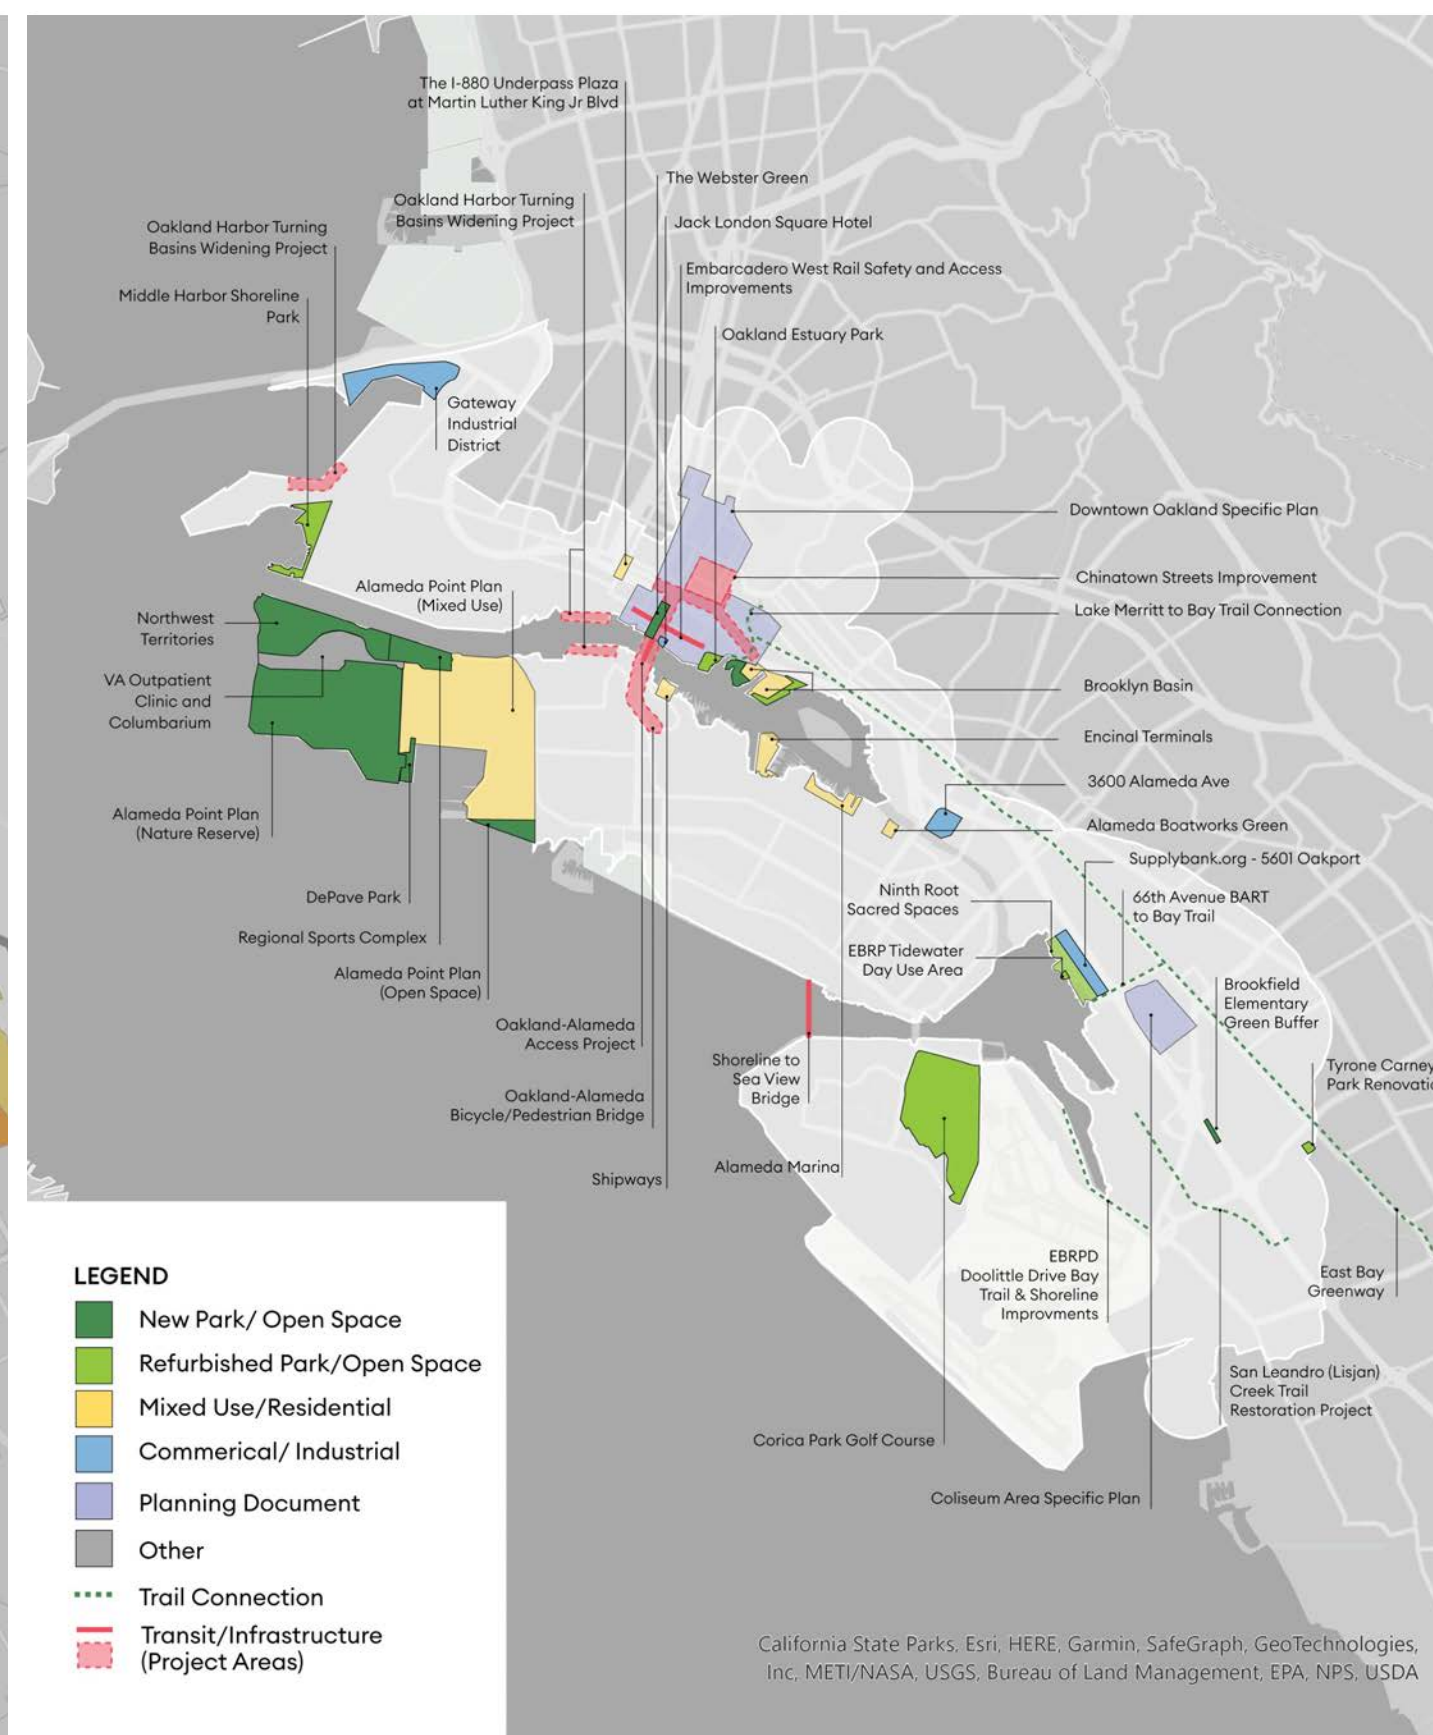 The I-880 Underpass Plaza
at Martin Luther King Jr Blvd
The Webster Green
Oakland Harbor Turning
Basins Widening Project
Jack London Square Hotel
Oakland Harbor Turning
Basins Widening Project
Embarcadero West Rail Safety and Access
Improvements
Middle Harbor Shoreline
Park
Oakland Estuary Park
Gateway
Industrial
District
Downtown Oakland Specific Plan
Chinatown Streets Improvement
Alameda Point Plan
(Mixed Use)
Lake Merritt to Bay Trail Connection
Northwest
Territories
VA Outpatient
Clinic and
Columbarium
Brooklyn Basin
Encinal Terminals
3600 Alameda Ave
Alameda Point Plan
(Nature Reserve)
Alameda Boatworks Green
Supplybank.org - 5601 Oakport
DePave Park
Ninth Root
Sacred Spaces
66th Avenue BART
to Bay Trail
Regional Sports Complex
EBRP Tidewater
Day Use Area
Alameda Point Plan
(Open Space)
Brookfield
Elementary
Green Buffer
Oakland-Alameda
Access Project
Shoreline to
Sea View
Bridge
Tyrone Carney
Park Renovatio
Oakland-Alameda
Bicycle/Pedestrian Bridge
Alameda Marina
Shipways
EBRPD
Doolittle Drive Bay
Trail & Shoreline
Improvments
East Bay
Greenway
San Leandro (Lisjan)
Creek Trail
Restoration Project
Corica Park Golf Course
Coliseum Area Specific Plan
LEGEND
New Park/ Open Space
Refurbished Park/Open Space
Mixed Use/Residential
Commerical/ Industrial
Planning Document
Other
Trail Connection
Transit/Infrastructure
(Project Areas)
California State Parks, Esri, HERE, Garmin, SafeGraph, GeoTechnologies,
Inc, METI/NASA, USGS, Bureau of Land Management, EPA, NPS, USDA